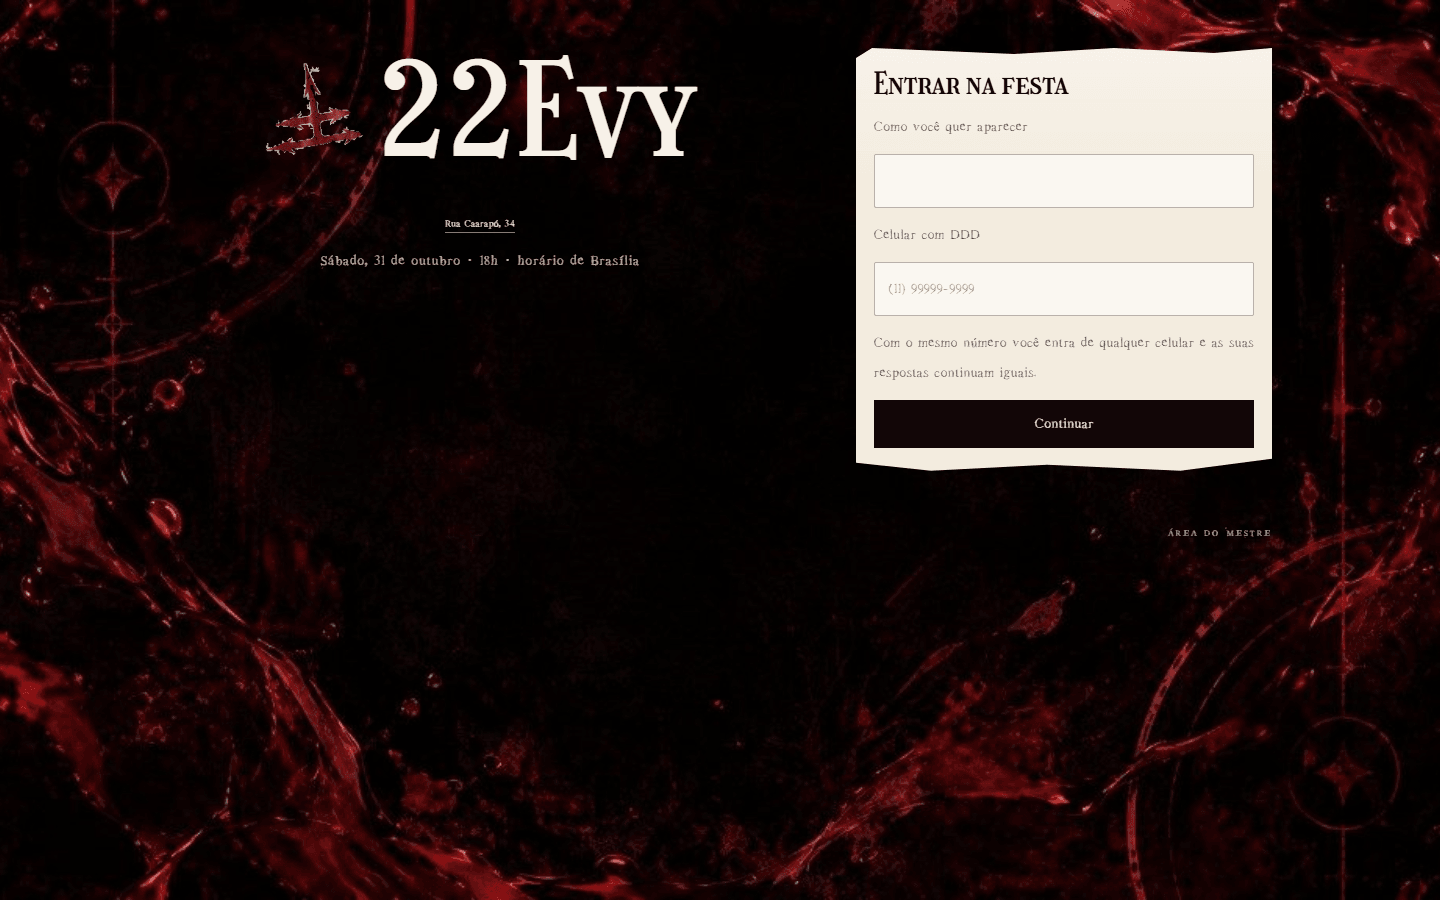 22Evy
Rua Caarapó, 34
Sábado, 31 de outubro · 18h · horário de Brasília
Entrar na festa
Como você quer aparecer
Celular com DDD
(11) 99999-9999
Com o mesmo número você entra de qualquer celular e as suas
respostas continuam iguais.
Continuar
ÁREA DO MESTRE